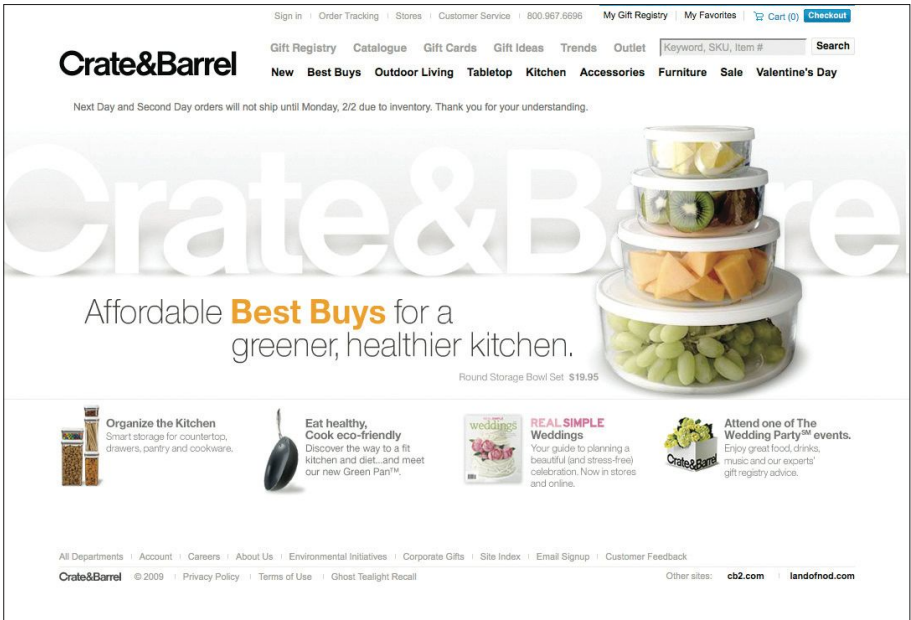 Sign in Order Tracking Stores Customer Service 800.967.6696 My Gift Registry My Favorites Cart (0) Checkout
Crate&Barrel
Gift Registry Catalogue Gift Cards Gift Ideas Trends Outlet Keyword, SKU, Item # Search
New Best Buys Outdoor Living Tabletop Kitchen Accessories Furniture Sale Valentine's Day
Next Day and Second Day orders will not ship until Monday, 2/2 due to inventory. Thank you for your understanding.
Crate&Barrel
Affordable Best Buys for a
greener, healthier kitchen.
Round Storage Bowl Set $19.95
Organize the Kitchen
Smart storage for countertop,
drawers, pantry and cookware.
Eat healthy,
Cook eco-friendly
Discover the way to a fit
kitchen and diet...and meet
our new Green Pan™.
weddings
REAL SIMPLE
Weddings
Your guide to planning a
beautiful (and stress-free)
celebration. Now in stores
and online.
Crate&Barrel
Attend one of The
Wedding Party℠ events.
Enjoy great food, drinks,
music and our experts'
gift registry advice.
All Departments Account Careers About Us Environmental Initiatives Corporate Gifts Site Index Email Signup Customer Feedback
Crate&Barrel © 2009 Privacy Policy Terms of Use Ghost Tealight Recall Other sites: cb2.com landofnod.com